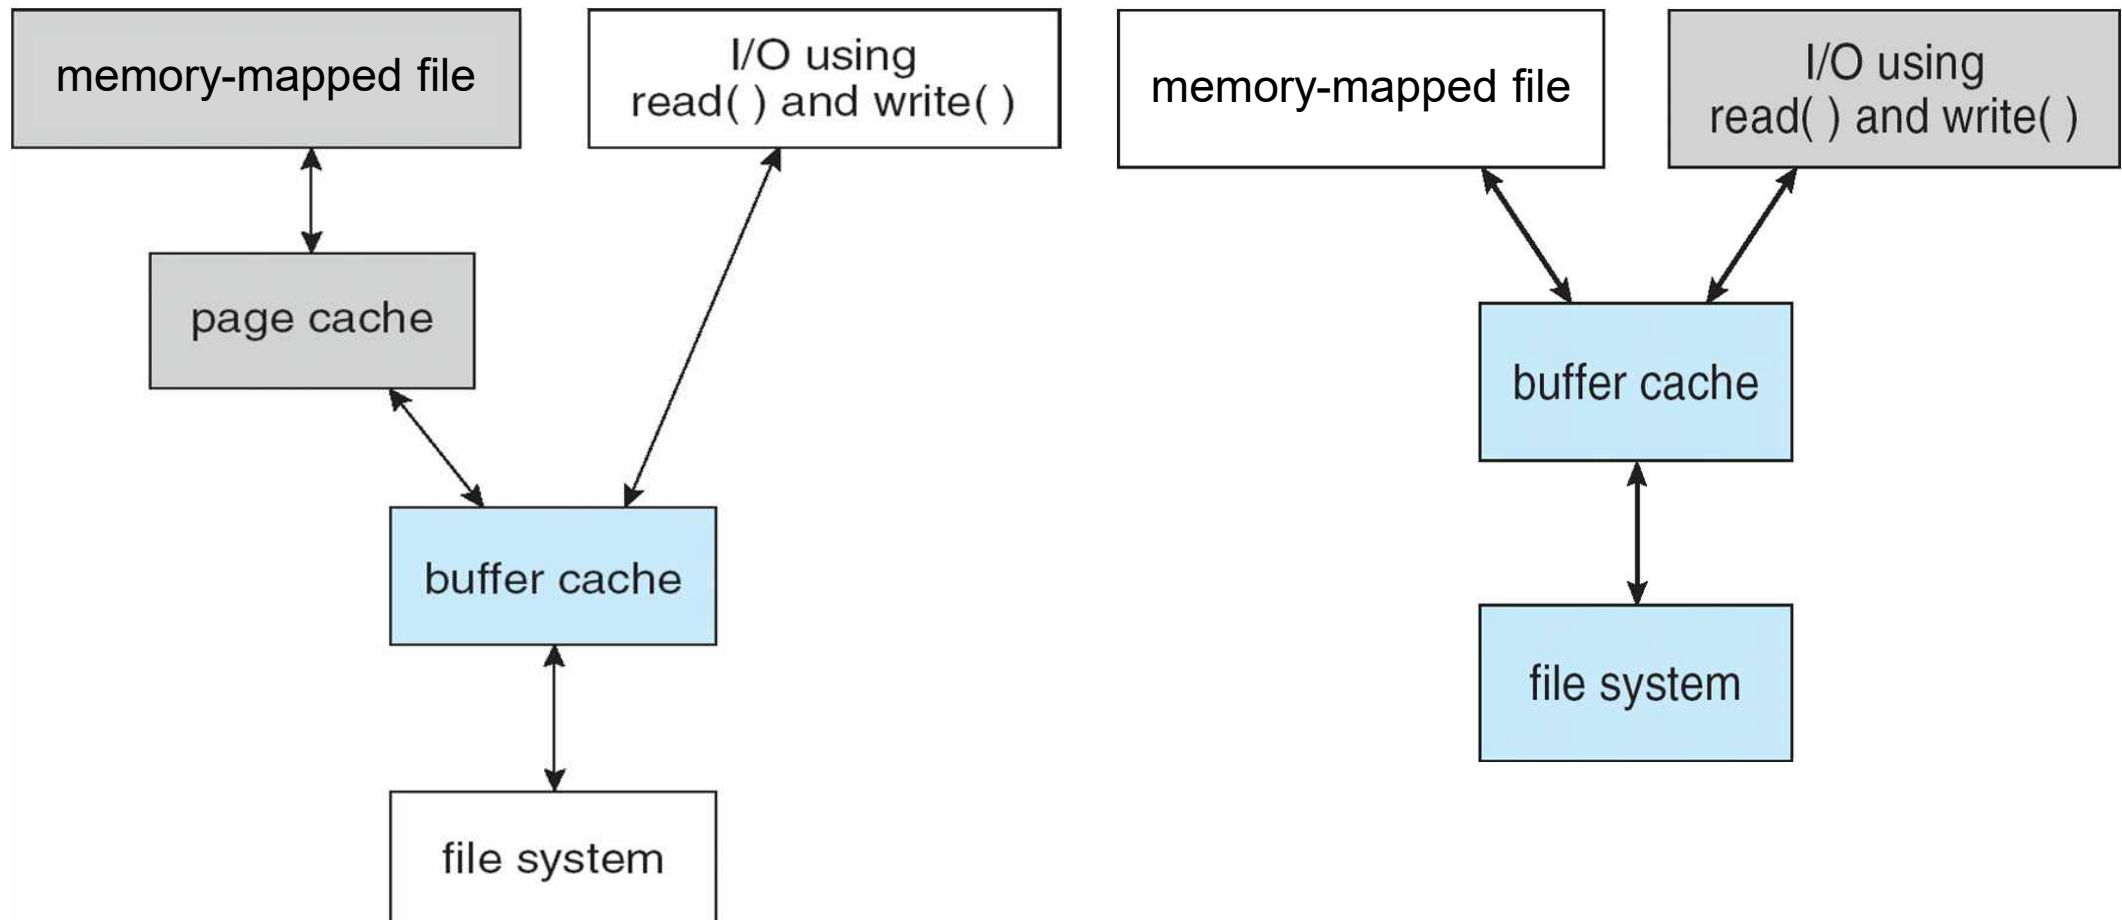 memory-mapped file
I/O using
read( ) and write( )
page cache
buffer cache
file system
memory-mapped file
I/O using
read( ) and write( )
buffer cache
file system